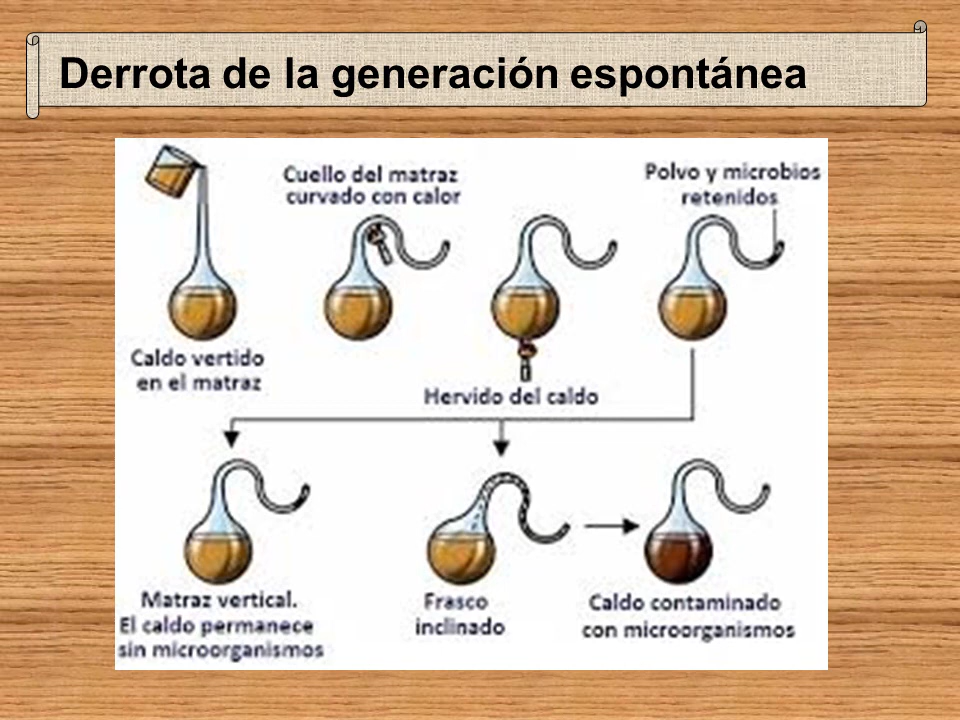 Derrota de la generación espontánea
Cuello del matraz
curvado con calor
Polvo y microbios
retenidos
Caldo vertido
en el matraz
Hervido del caldo
Matraz vertical.
El caldo permanece
sin microorganismos
Frasco
inclinado
Caldo contaminado
con microorganismos